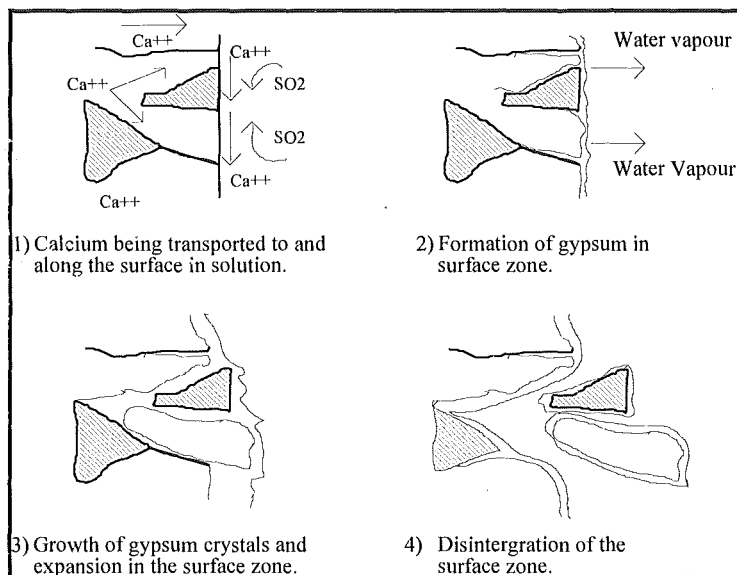 Ca++
Ca++
Ca++
SO2
SO2
Ca++
Ca++
1) Calcium being transported to and
along the surface in solution.
Water vapour
Water Vapour
2) Formation of gypsum in
surface zone.
3) Growth of gypsum crystals and
expansion in the surface zone.
4) Disintergration of the
surface zone.